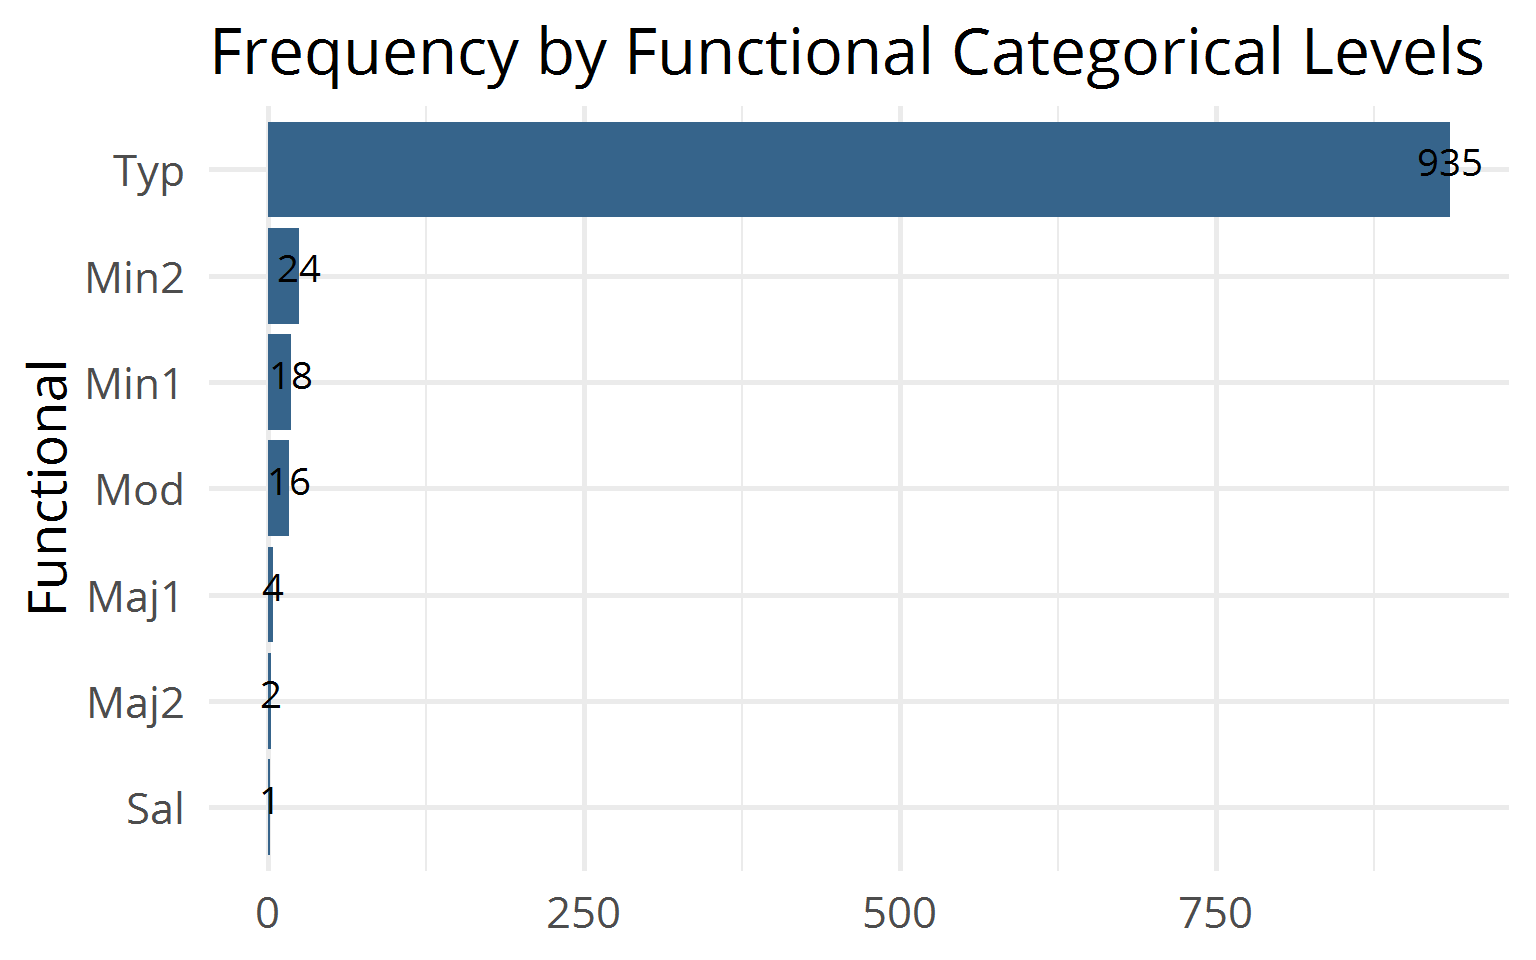 Frequency by Functional Categorical Levels
Functional
Typ 935
Min2 24
Min1 18
Mod 16
Maj1 4
Maj2 2
Sal 1
0 250 500 750